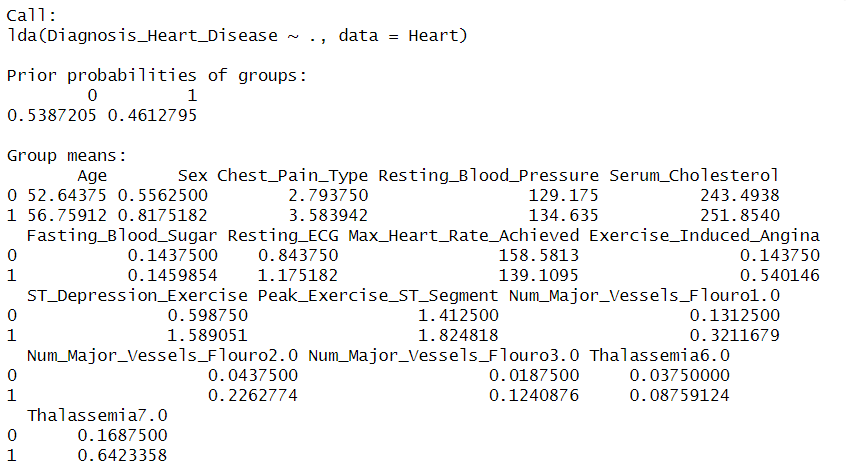 Call:
lda(Diagnosis_Heart_Disease ~ ., data = Heart)
Prior probabilities of groups:
0 1
0.5387205 0.4612795
Group means:
Age Sex Chest_Pain_Type Resting_Blood_Pressure Serum_Cholesterol
0 52.64375 0.5562500 2.793750 129.175 243.4938
1 56.75912 0.8175182 3.583942 134.635 251.8540
Fasting_Blood_Sugar Resting_ECG Max_Heart_Rate_Achieved Exercise_Induced_Angina
0 0.1437500 0.843750 158.5813 0.143750
1 0.1459854 1.175182 139.1095 0.540146
ST_Depression_Exercise Peak_Exercise_ST_Segment Num_Major_Vessels_Flouro1.0
0 0.598750 1.412500 0.1312500
1 1.589051 1.824818 0.3211679
Num_Major_Vessels_Flouro2.0 Num_Major_Vessels_Flouro3.0 Thalassemia6.0
0 0.0437500 0.0187500 0.03750000
1 0.2262774 0.1240876 0.08759124
Thalassemia7.0
0 0.1687500
1 0.6423358